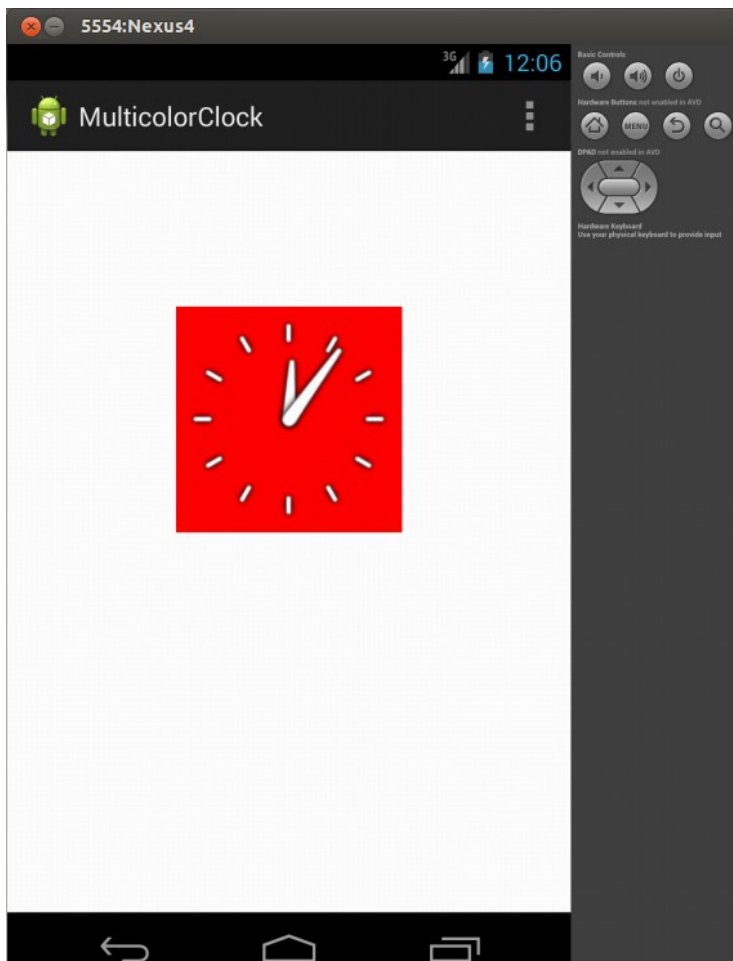 5554:Nexus4
3G 12:06
MulticolorClock
Basic Controls
Hardware Buttons not enabled in AVD
MENU
DPAD not enabled in AVD
Hardware Keyboard
Use your physical keyboard to provide input